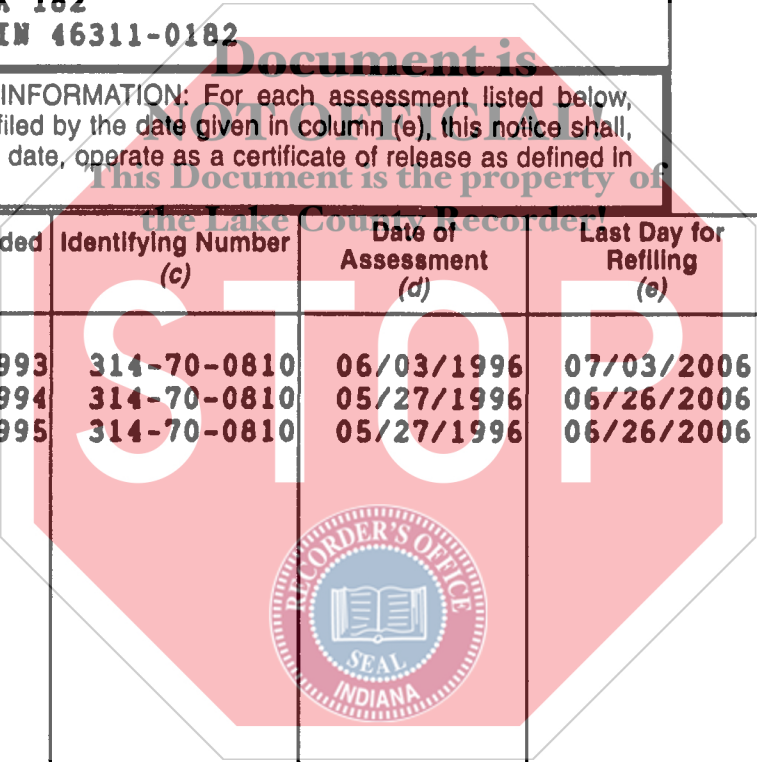 X 182
IN 46311-0182
Document is
INFORMATION: For each assessment listed below,
NOT OFFICIAL!
filed by the date given in column (e), this notice shall,
date, operate as a certificate of release as defined in
This Document is the property of
the Lake County Recorder!
ded Identifying Number (c) Date of Assessment (d) Last Day for Refiling (e)
STOP
993 314-70-0810 06/03/1996 07/03/2006
994 314-70-0810 05/27/1996 06/26/2006
995 314-70-0810 05/27/1996 06/26/2006
RECORDER'S OFFICE
SEAL
INDIANA